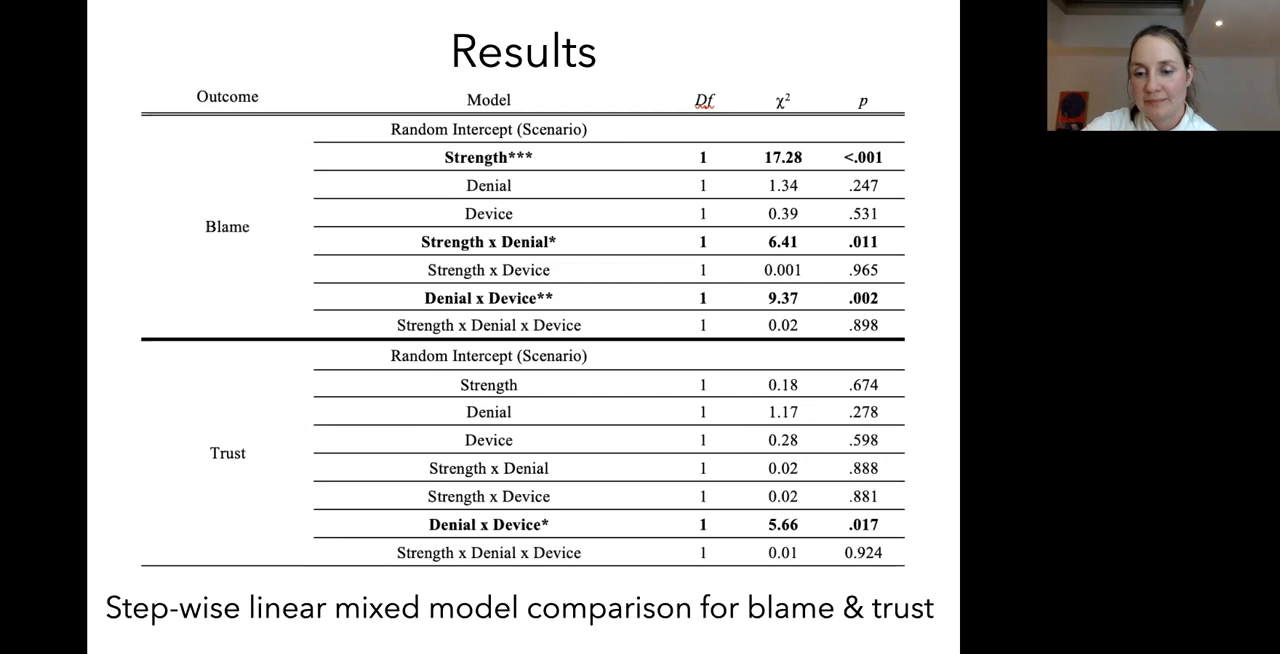 Results
Outcome Model Df χ² p
Random Intercept (Scenario)
Strength*** 1 17.28 <.001
Denial 1 1.34 .247
Device 1 0.39 .531
Blame
Strength x Denial* 1 6.41 .011
Strength x Device 1 0.001 .965
Denial x Device** 1 9.37 .002
Strength x Denial x Device 1 0.02 .898
Random Intercept (Scenario)
Strength 1 0.18 .674
Denial 1 1.17 .278
Device 1 0.28 .598
Trust
Strength x Denial 1 0.02 .888
Strength x Device 1 0.02 .881
Denial x Device* 1 5.66 .017
Strength x Denial x Device 1 0.01 0.924
Step-wise linear mixed model comparison for blame & trust